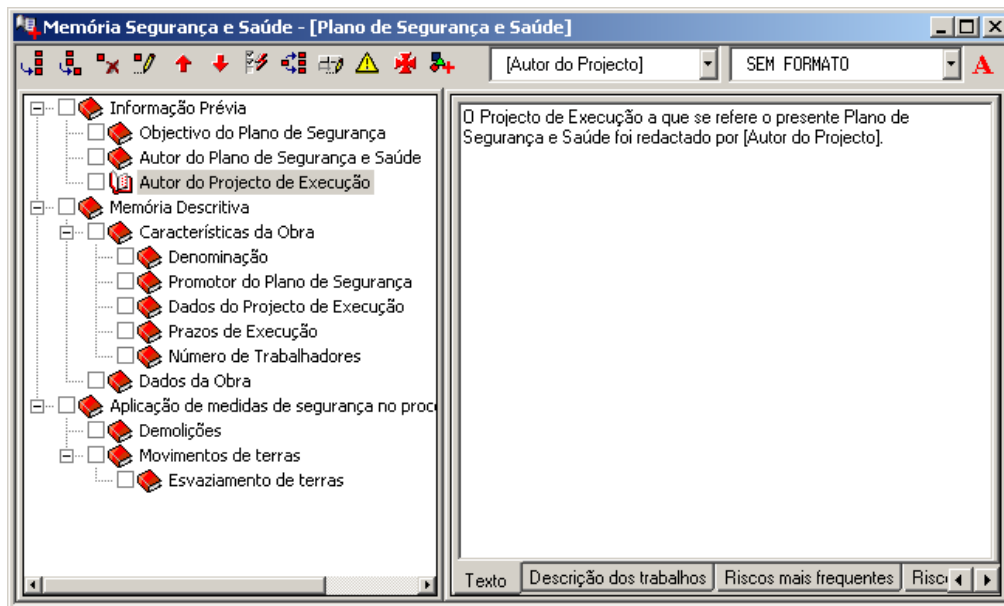 Memória Segurança e Saúde - [Plano de Segurança e Saúde]
[Autor do Projecto]
SEM FORMATO
A
Informação Prévia
Objectivo do Plano de Segurança
Autor do Plano de Segurança e Saúde
Autor do Projecto de Execução
Memória Descritiva
Características da Obra
Denominação
Promotor do Plano de Segurança
Dados do Projecto de Execução
Prazos de Execução
Número de Trabalhadores
Dados da Obra
Aplicação de medidas de segurança no proc
Demolições
Movimentos de terras
Esvaziamento de terras
O Projecto de Execução a que se refere o presente Plano de
Segurança e Saúde foi redactado por [Autor do Projecto].
Texto
Descrição dos trabalhos
Riscos mais frequentes
Risc